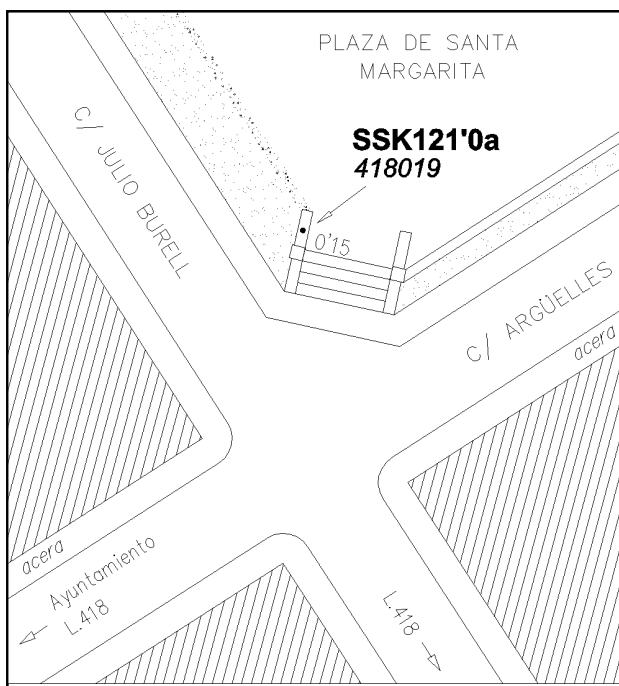 PLAZA DE SANTA
MARGARITA
C/ JULIO BURELL
SSK121'0a
418019
0'15
C/ ARGÜELLES
acera
acera
Ayuntamiento
L.418
L.418